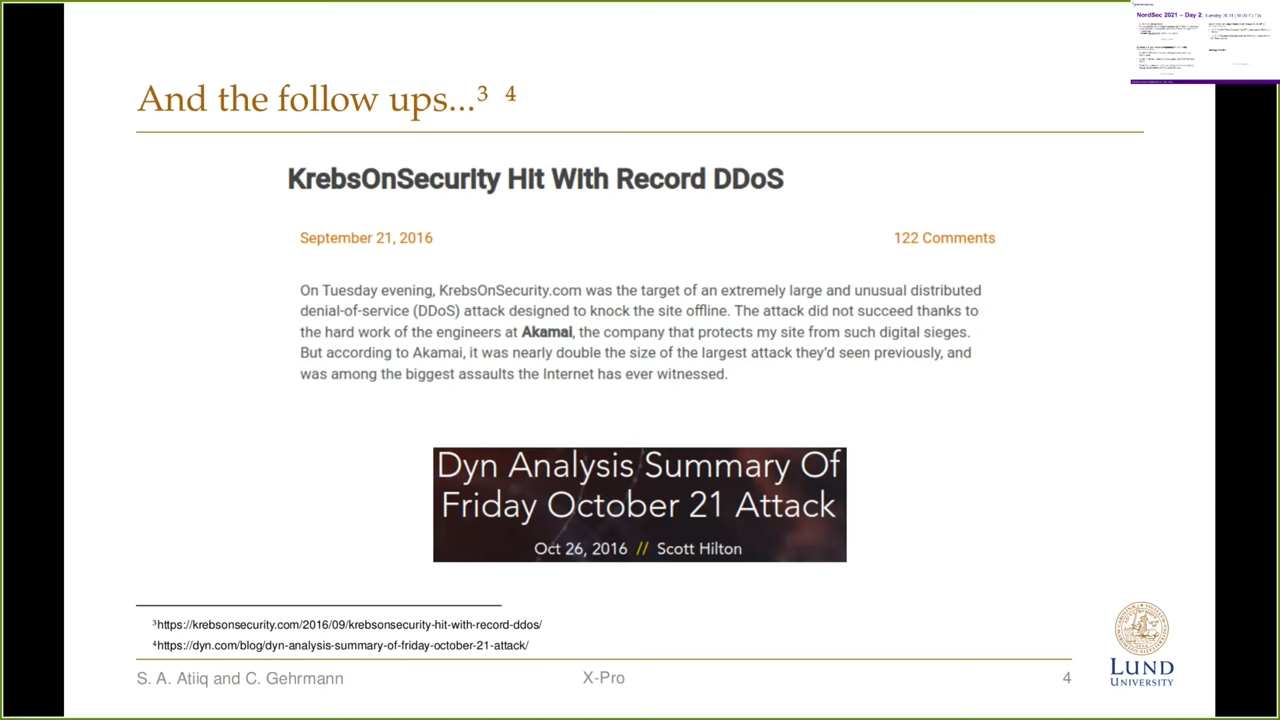 NordSec 2021 – Day 2:
And the follow ups...³ ⁴
KrebsOnSecurity Hit With Record DDoS
September 21, 2016 122 Comments
On Tuesday evening, KrebsOnSecurity.com was the target of an extremely large and unusual distributed
denial-of-service (DDoS) attack designed to knock the site offline. The attack did not succeed thanks to
the hard work of the engineers at Akamai, the company that protects my site from such digital sieges.
But according to Akamai, it was nearly double the size of the largest attack they'd seen previously, and
was among the biggest assaults the Internet has ever witnessed.
Dyn Analysis Summary Of
Friday October 21 Attack
Oct 26, 2016 // Scott Hilton
³https://krebsonsecurity.com/2016/09/krebsonsecurity-hit-with-record-ddos/
⁴https://dyn.com/blog/dyn-analysis-summary-of-friday-october-21-attack/
S. A. Atiiq and C. Gehrmann X-Pro 4
LUND
UNIVERSITY